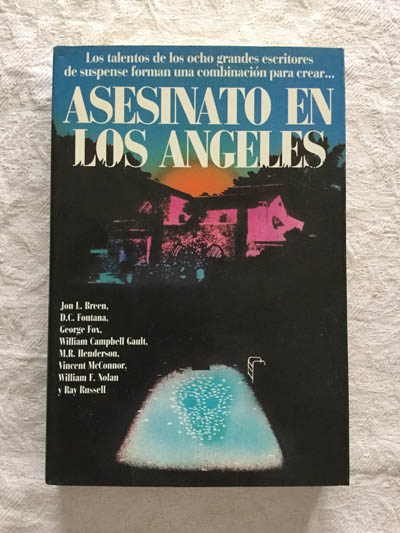 Los talentos de los ocho grandes escritores
de suspense forman una combinación para crear...
ASESINATO EN
LOS ANGELES
Jon L. Breen,
D.C. Fontana,
George Fox,
William Campbell Gault,
M.R. Henderson,
Vincent McConnor,
William F. Nolan
y Ray Russell